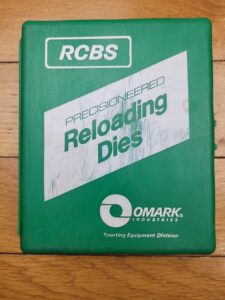 RCBS
PRECISIONEERED
Reloading
Dies
OMARK®
INDUSTRIES
Sporting Equipment Division